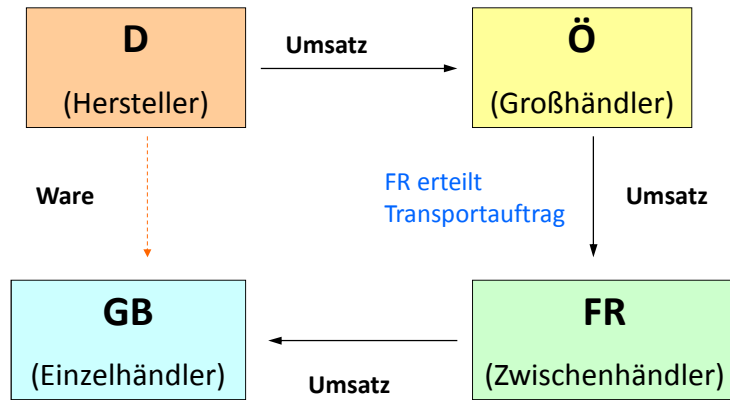 D
(Hersteller)
Umsatz
Ö
(Großhändler)
Ware
FR erteilt
Transportauftrag
Umsatz
GB
(Einzelhändler)
Umsatz
FR
(Zwischenhändler)